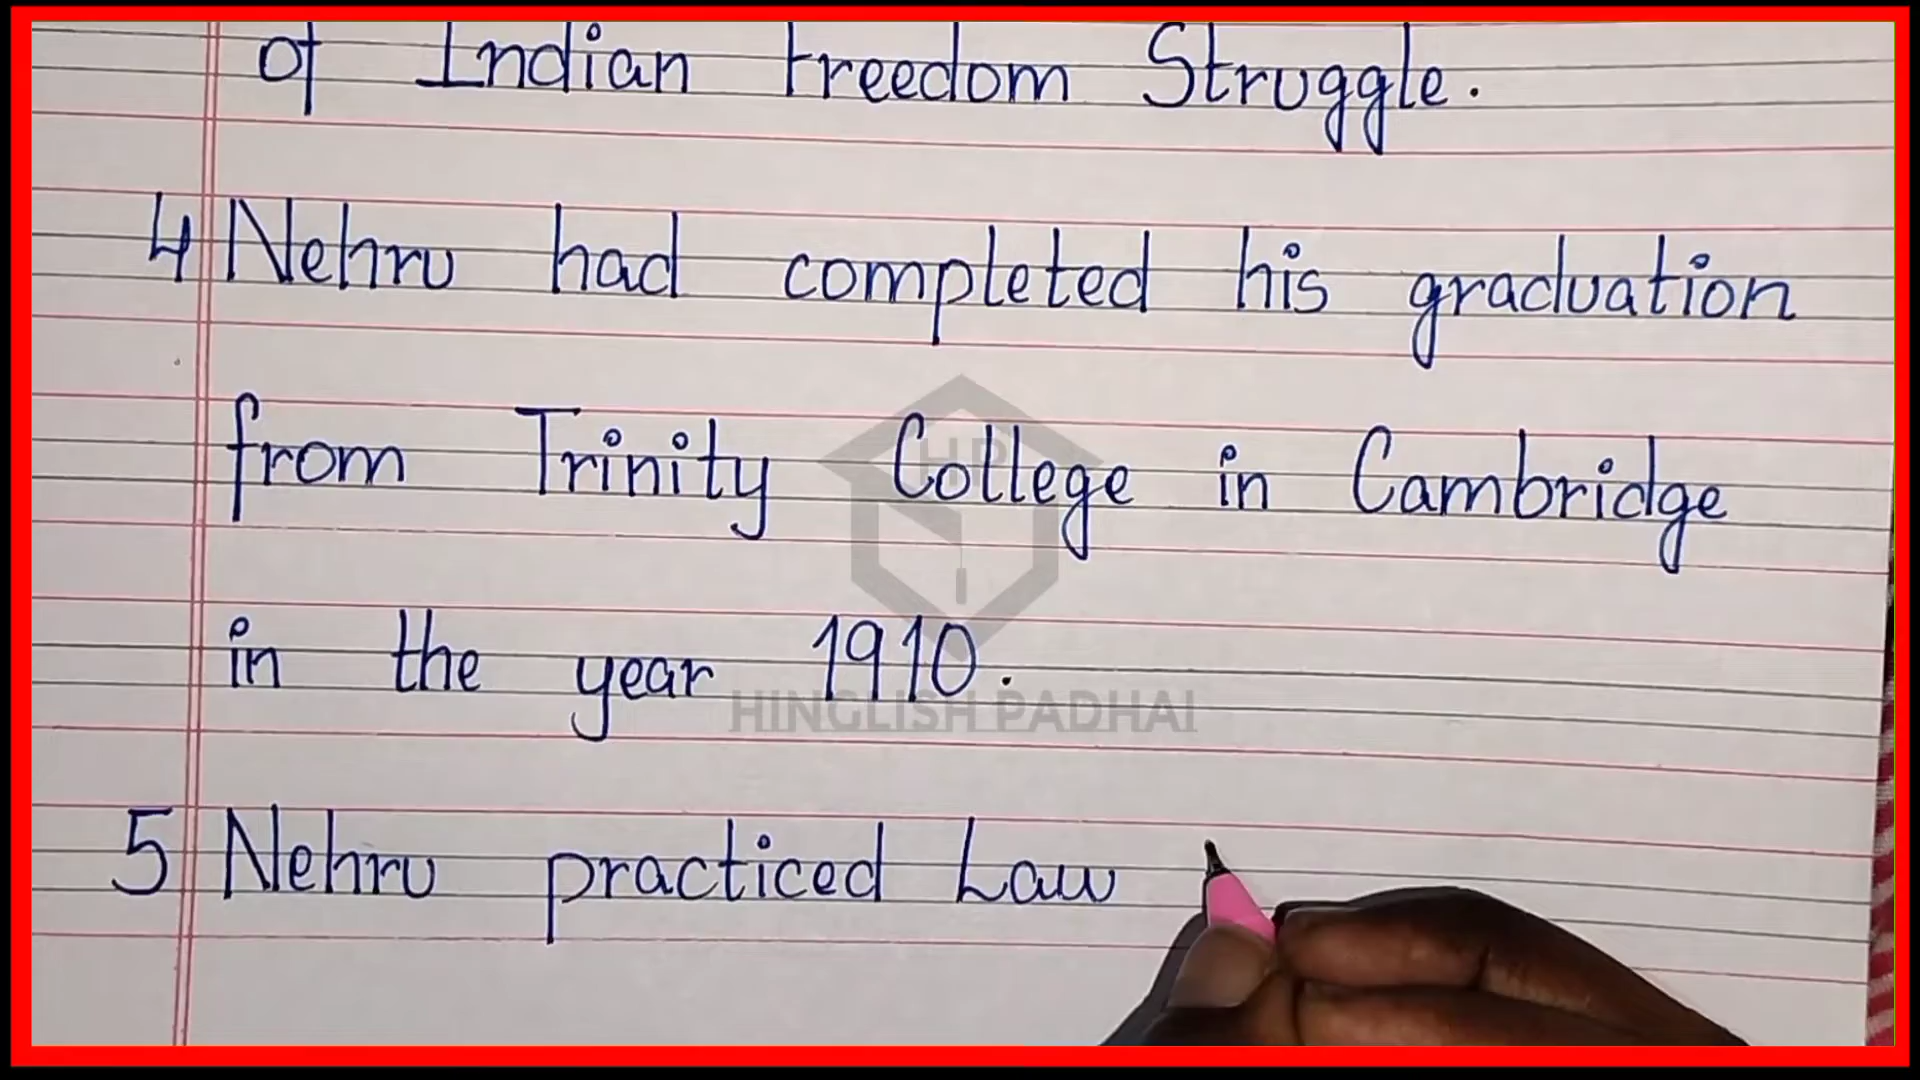 of Indian Freedom Struggle.
4 Nehru had completed his graduation
from Trinity College in Cambridge
HP
in the year 1910.
HINGLISH PADHAI
5 Nehru practiced Law